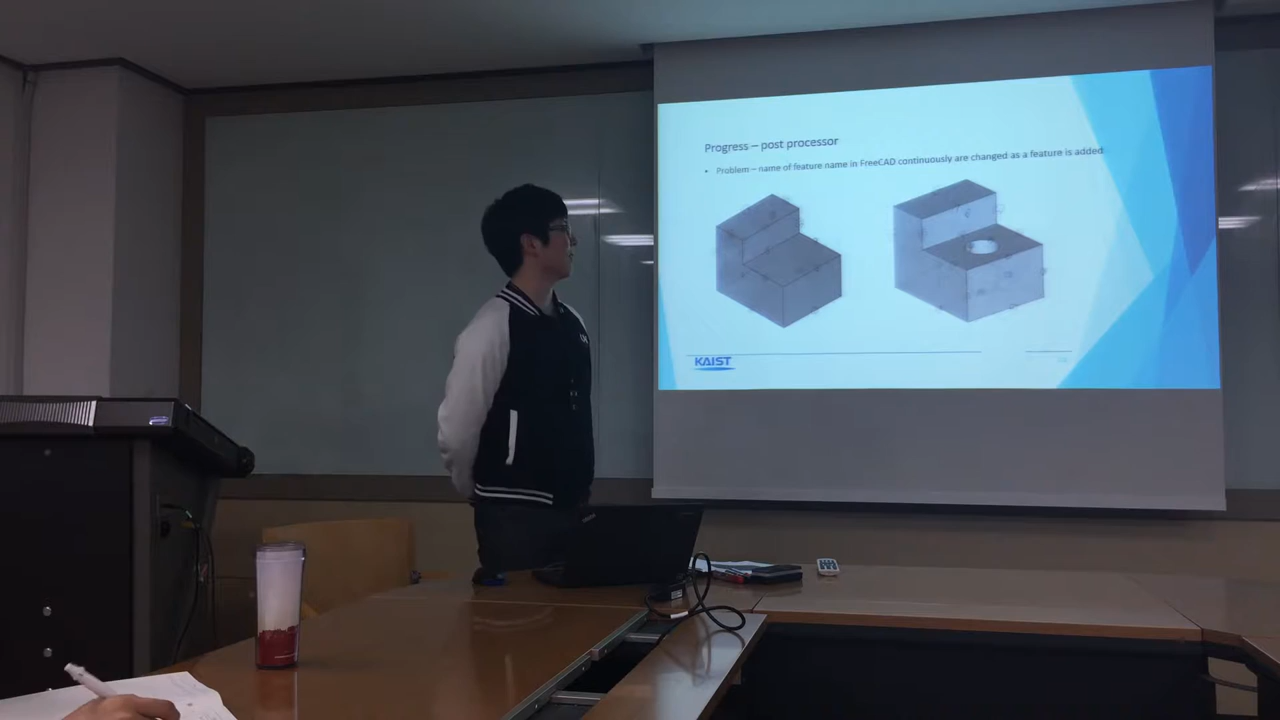 Progress – post processor
• Problem – name of feature name in FreeCAD continuously are changed as a feature is added
KAIST